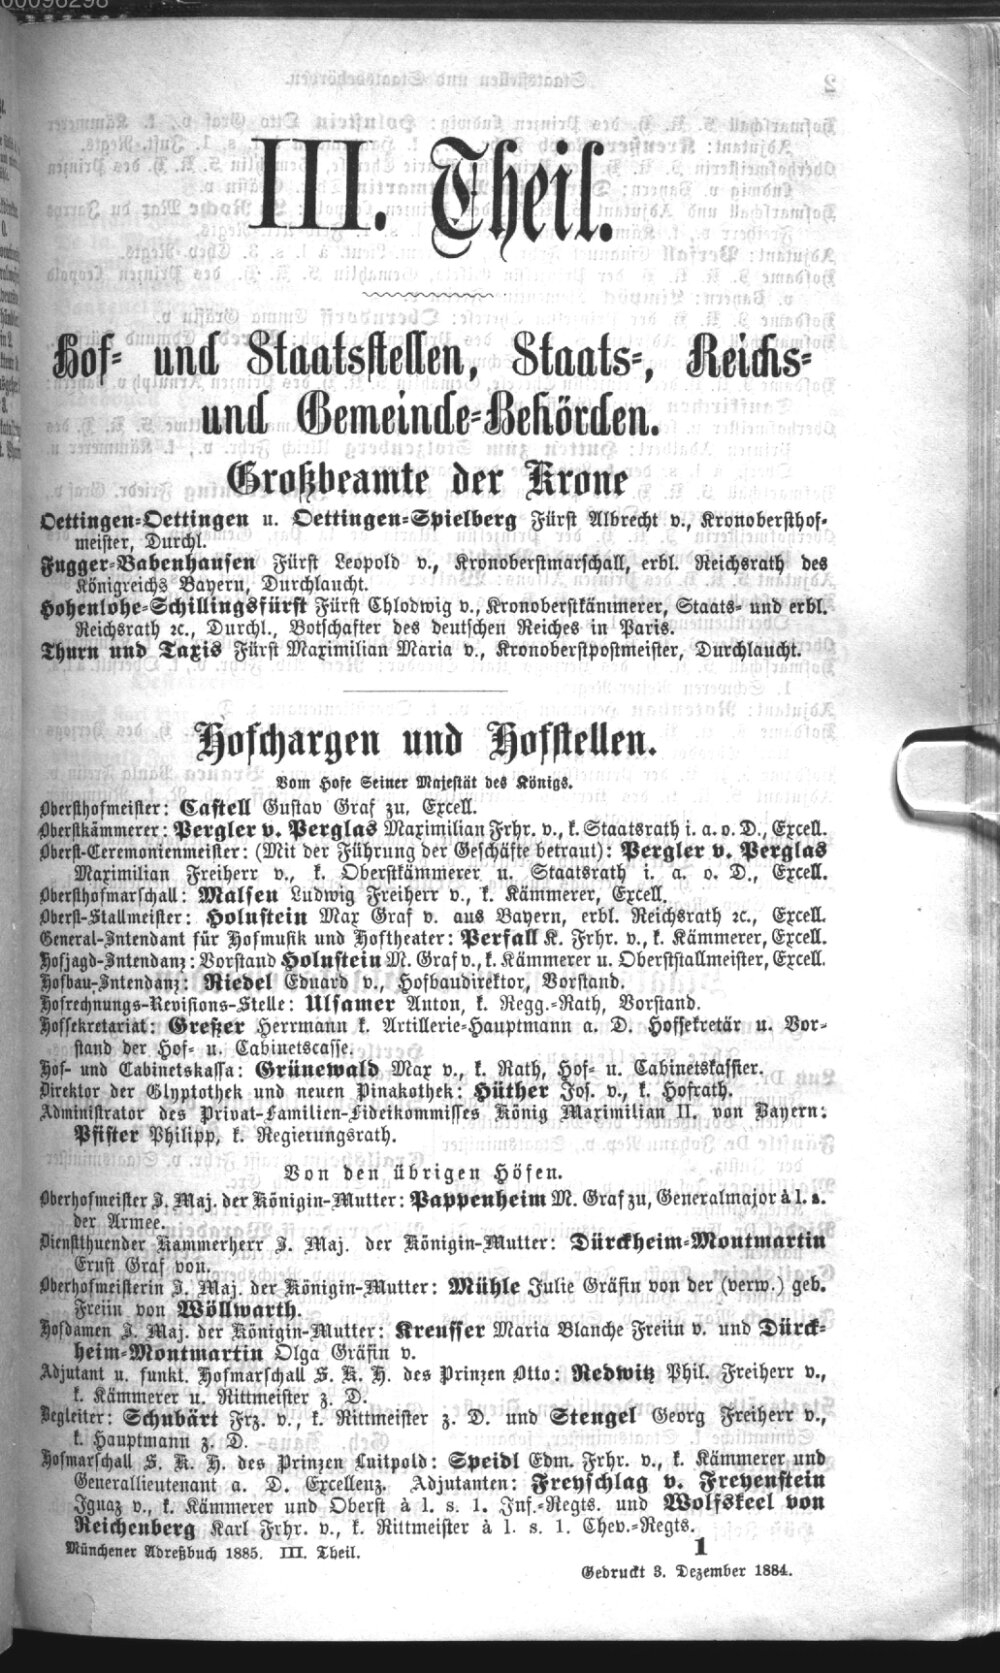 00096298
III. Theil.
Hof- und Staatsstellen, Staats-, Reichs-
und Gemeinde-Behörden.
Großbeamte der Krone
Oettingen-Oettingen u. Oettingen-Spielberg Fürst Albrecht v., Kronobersthof-
meister, Durchl.
Fugger-Babenhausen Fürst Leopold v., Kronoberstmarschall, erbl. Reichsrath des
Königreichs Bayern, Durchlaucht.
Hohenlohe-Schillingsfürst Fürst Chlodwig v., Kronoberstkämmerer, Staats- und erbl.
Reichsrath ꝛc., Durchl., Botschafter des deutschen Reiches in Paris.
Thurn und Taxis Fürst Maximilian Maria v., Kronoberstpostmeister, Durchlaucht.
Hofchargen und Hofstellen.
Vom Hofe Seiner Majestät des Königs.
Obersthofmeister: Castell Gustav Graf zu, Excell.
Oberstkämmerer: Pergler v. Perglas Maximilian Frhr. v., k. Staatsrath i. a. o. D., Excell.
Oberst-Ceremonienmeister: (Mit der Führung der Geschäfte betraut): Pergler v. Perglas
Maximilian Freiherr v., k. Oberstkämmerer u. Staatsrath i. a. o. D., Excell.
Obersthofmarschall: Malsen Ludwig Freiherr v., k. Kämmerer, Excell.
Oberst-Stallmeister: Holnstein Max Graf v. aus Bayern, erbl. Reichsrath ꝛc., Excell.
General-Intendant für Hofmusik und Hoftheater: Perfall K. Frhr. v., k. Kämmerer, Excell.
Hofjagd-Intendanz: Vorstand Holnstein M. Graf v., k. Kämmerer u. Oberststallmeister, Excell.
Hofbau-Intendanz: Riedel Eduard v., Hofbaudirektor, Vorstand.
Hofrechnungs-Revisions-Stelle: Ulsamer Anton, k. Regg.-Rath, Vorstand.
Hofsekretariat: Greßer Herrmann k. Artillerie-Hauptmann a. D. Hofsekretär u. Vor-
stand der Hof- u. Cabinetscasse.
Hof- und Cabinetskassa: Grünewald Max v., k. Rath, Hof- u. Cabinetskassier.
Direktor der Glyptothek und neuen Pinakothek: Hüther Jos. v., k. Hofrath.
Administrator des Privat-Familien-Fideikommisses König Maximilian II. von Bayern:
Pfister Philipp, k. Regierungsrath.
Von den übrigen Höfen.
Oberhofmeister J. Maj. der Königin-Mutter: Pappenheim M. Graf zu, Generalmajor à l. s.
der Armee.
Dienstthuender Kammerherr J. Maj. der Königin-Mutter: Dürckheim-Montmartin
Ernst Graf von.
Oberhofmeisterin J. Maj. der Königin-Mutter: Mühle Julie Gräfin von der (verw.) geb.
Freiin von Wöllwarth.
Hofdamen J. Maj. der Königin-Mutter: Kreusser Maria Blanche Freiin v. und Dürck-
heim-Montmartin Olga Gräfin v.
Adjutant u. funkt. Hofmarschall S. K. H. des Prinzen Otto: Redwitz Phil. Freiherr v.,
k. Kämmerer u. Rittmeister z. D.
Begleiter: Schubärt Frz. v., k. Rittmeister z. D. und Stengel Georg Freiherr v.,
k. Hauptmann z. D.
Hofmarschall S. K. H. des Prinzen Luitpold: Speidl Edm. Frhr. v., k. Kämmerer und
Generallieutenant a. D. Excellenz. Adjutanten: Freyschlag v. Freyenstein
Ignaz v., k. Kämmerer und Oberst à l. s. 1. Inf.-Regts. und Wolfskeel von
Reichenberg Karl Frhr. v., k. Rittmeister à l. s. 1. Chev.-Regts.
Münchener Adreßbuch 1885. III. Theil.
1
Gedruckt 3. Dezember 1884.